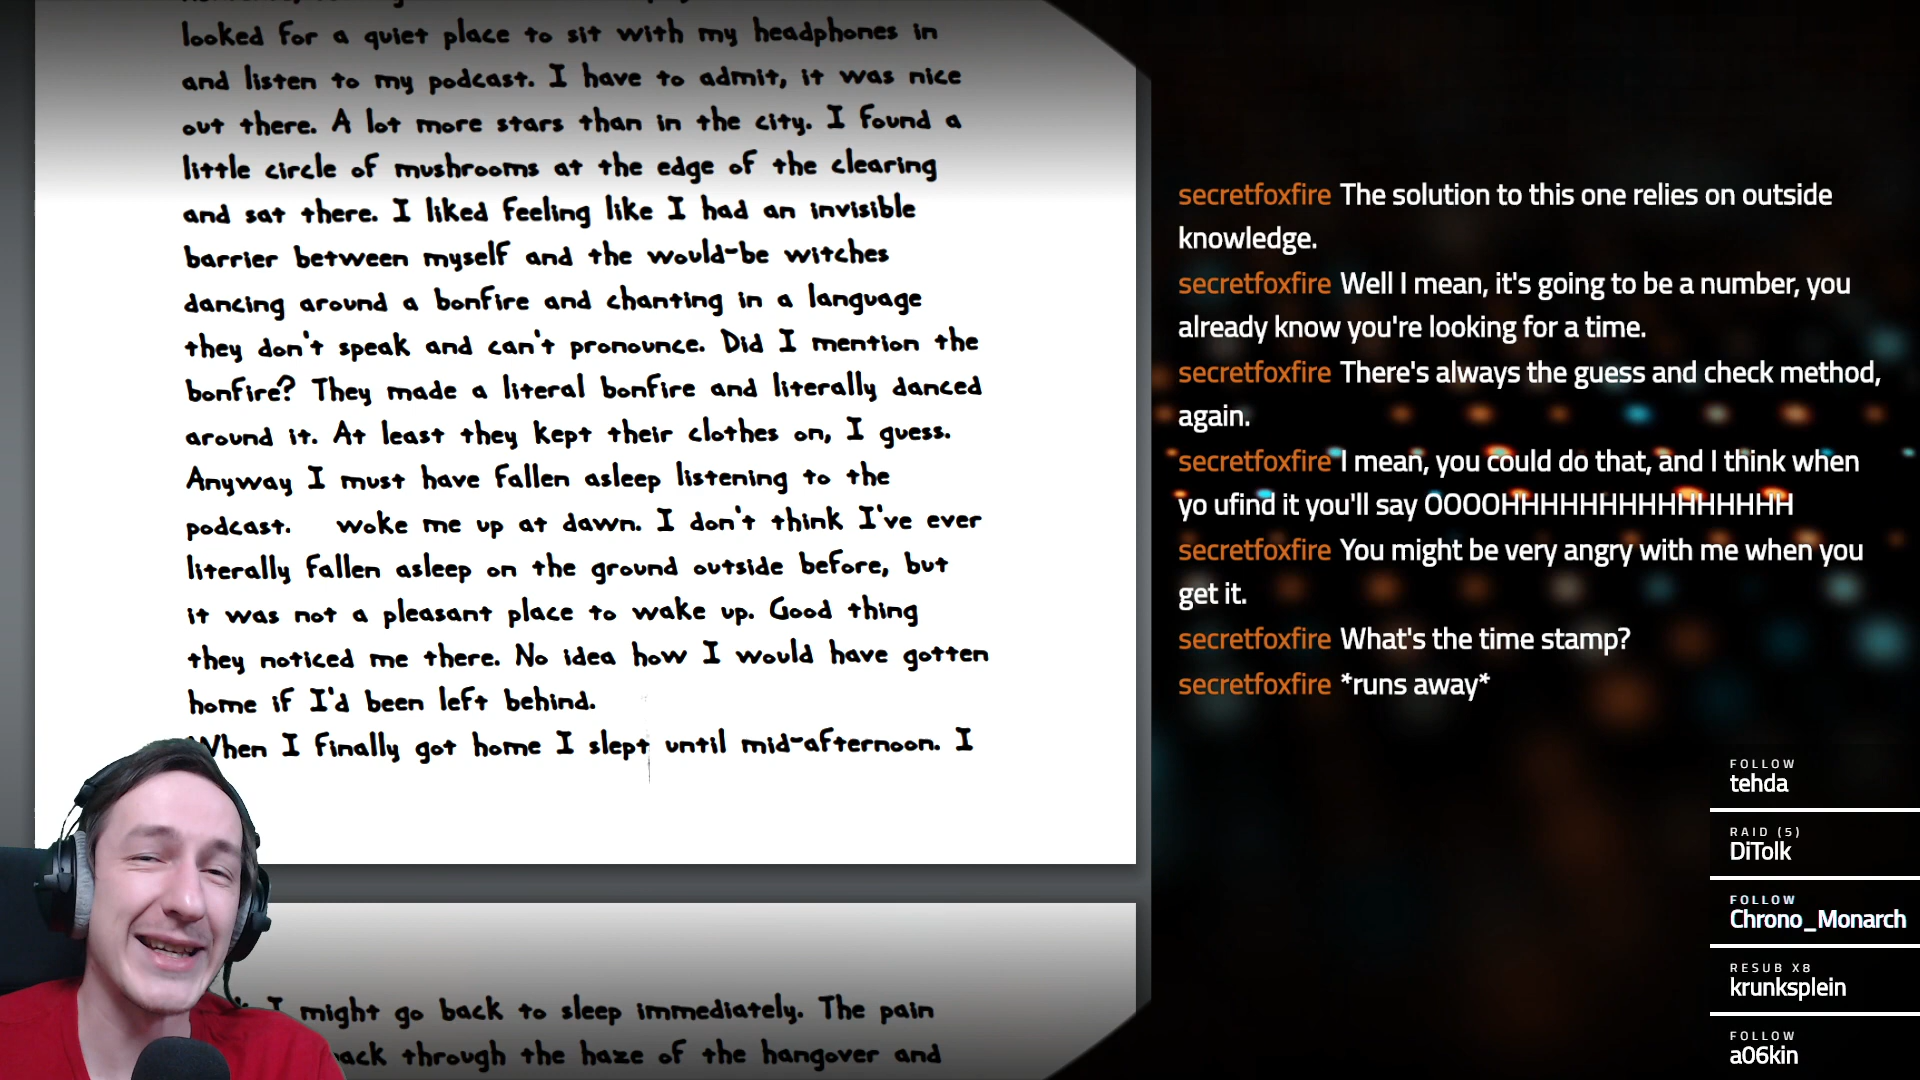 looked for a quiet place to sit with my headphones in
and listen to my podcast. I have to admit, it was nice
out there. A lot more stars than in the city. I found a
little circle of mushrooms at the edge of the clearing
and sat there. I liked feeling like I had an invisible
barrier between myself and the would-be witches
dancing around a bonfire and chanting in a language
they don't speak and can't pronounce. Did I mention the
bonfire? They made a literal bonfire and literally danced
around it. At least they kept their clothes on, I guess.
Anyway I must have fallen asleep listening to the
podcast. woke me up at dawn. I don't think I've ever
literally fallen asleep on the ground outside before, but
it was not a pleasant place to wake up. Good thing
they noticed me there. No idea how I would have gotten
home if I'd been left behind.
When I finally got home I slept until mid-afternoon. I
I might go back to sleep immediately. The pain
back through the haze of the hangover and
secretfoxfire The solution to this one relies on outside
knowledge.
secretfoxfire Well I mean, it's going to be a number, you
already know you're looking for a time.
secretfoxfire There's always the guess and check method,
again.
secretfoxfire I mean, you could do that, and I think when
yo ufind it you'll say OOOOHHHHHHHHHHHHHHH
secretfoxfire You might be very angry with me when you
get it.
secretfoxfire What's the time stamp?
secretfoxfire *runs away*
FOLLOW
tehda
RAID (5)
DiTolk
FOLLOW
Chrono_Monarch
RESUB X8
krunksplein
FOLLOW
a06kin